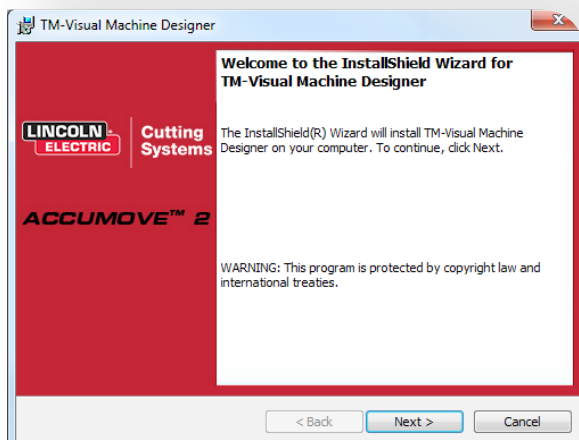 TM-Visual Machine Designer
Welcome to the InstallShield Wizard for
TM-Visual Machine Designer
LINCOLN
ELECTRIC
Cutting
Systems
The InstallShield(R) Wizard will install TM-Visual Machine
Designer on your computer. To continue, click Next.
ACCUMOVE™ 2
WARNING: This program is protected by copyright law and
international treaties.
< Back
Next >
Cancel